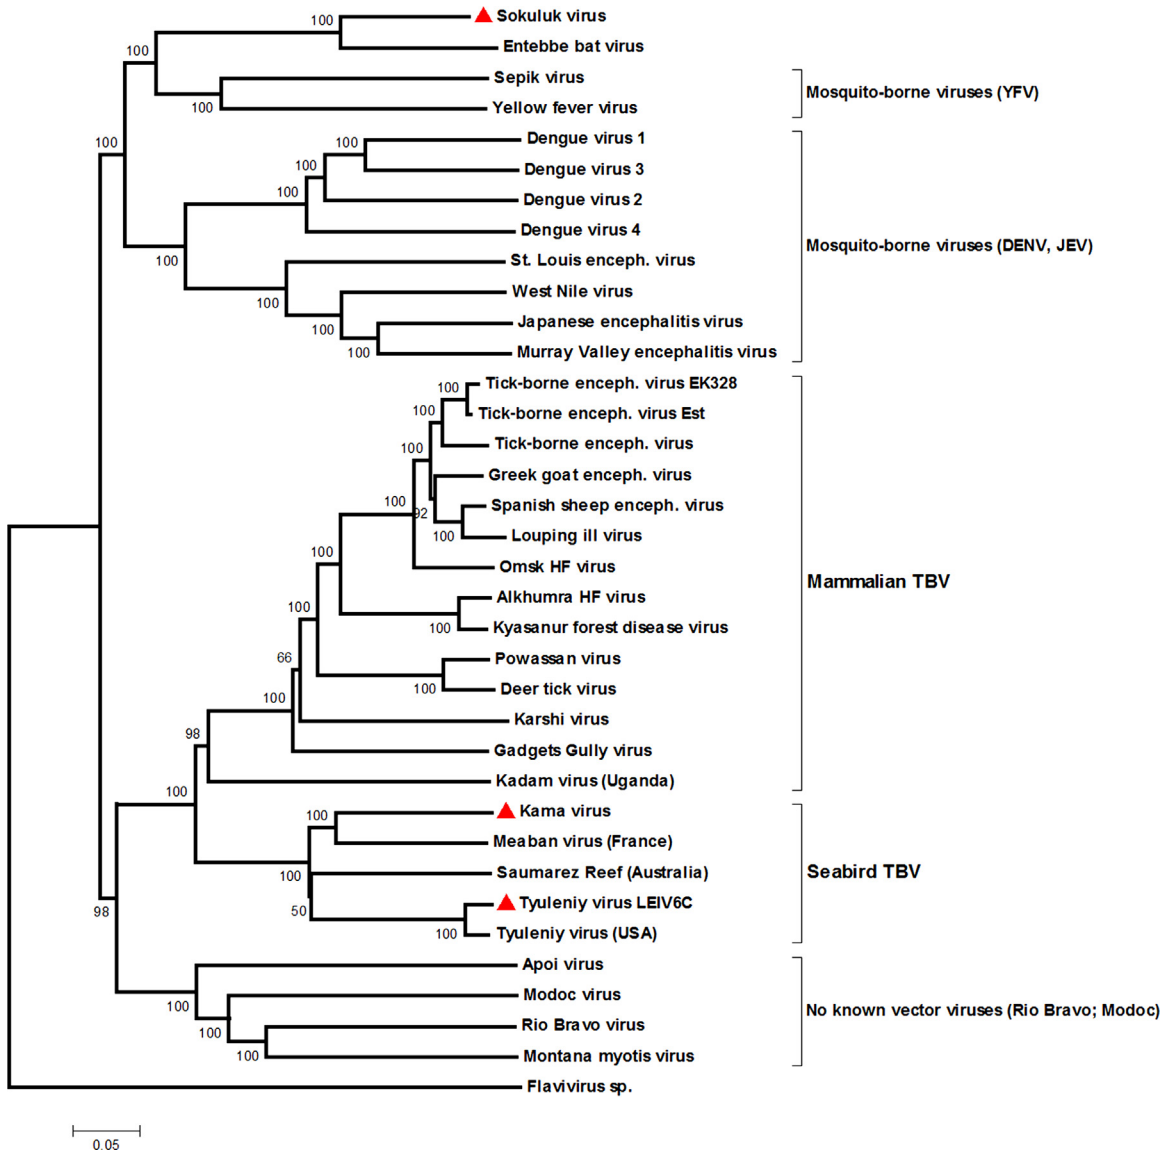 100
Sokuluk virus
Entebbe bat virus
100
Sepik virus
100
Yellow fever virus
Mosquito-borne viruses (YFV)
100
100
Dengue virus 1
100
Dengue virus 3
100
Dengue virus 2
Dengue virus 4
Mosquito-borne viruses (DENV, JEV)
100
St. Louis enceph. virus
100
West Nile virus
100
Japanese encephalitis virus
100
Murray Valley encephalitis virus
100
Tick-borne enceph. virus EK328
100
Tick-borne enceph. virus Est
100
Tick-borne enceph. virus
Greek goat enceph. virus
100
92
Spanish sheep enceph. virus
100
Louping ill virus
100
Omsk HF virus
Mammalian TBV
Alkhumra HF virus
100
100
Kyasanur forest disease virus
66
Powassan virus
100
Deer tick virus
100
Karshi virus
98
Gadgets Gully virus
Kadam virus (Uganda)
100
100
Kama virus
Meaban virus (France)
100
Saumarez Reef (Australia)
Seabird TBV
98
50
Tyuleniy virus LEIV6C
100
Tyuleniy virus (USA)
Apoi virus
100
Modoc virus
No known vector viruses (Rio Bravo; Modoc)
100
Rio Bravo virus
100
Montana myotis virus
Flavivirus sp.
0.05